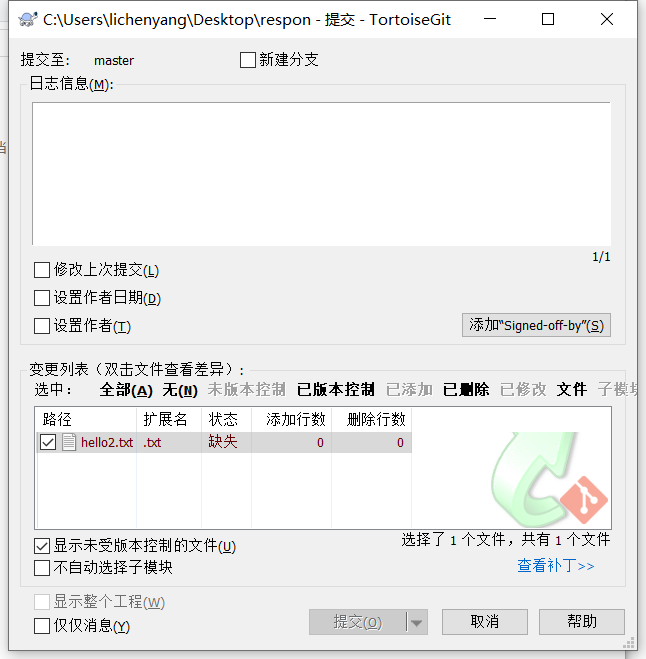 C:\Users\lichenyang\Desktop\respon - 提交 - TortoiseGit
提交至: master 新建分支
日志信息(M):
1/1
修改上次提交(L)
设置作者日期(D)
设置作者(T) 添加“Signed-off-by”(S)
变更列表（双击文件查看差异）:
选中： 全部(A) 无(N) 未版本控制 已版本控制 已添加 已删除 已修改 文件 子模块
路径 扩展名 状态 添加行数 删除行数
hello2.txt .txt 缺失 0 0
显示未受版本控制的文件(U) 选择了 1 个文件，共有 1 个文件
不自动选择子模块 查看补丁>>
显示整个工程(W)
仅仅消息(Y) 提交(O) 取消 帮助